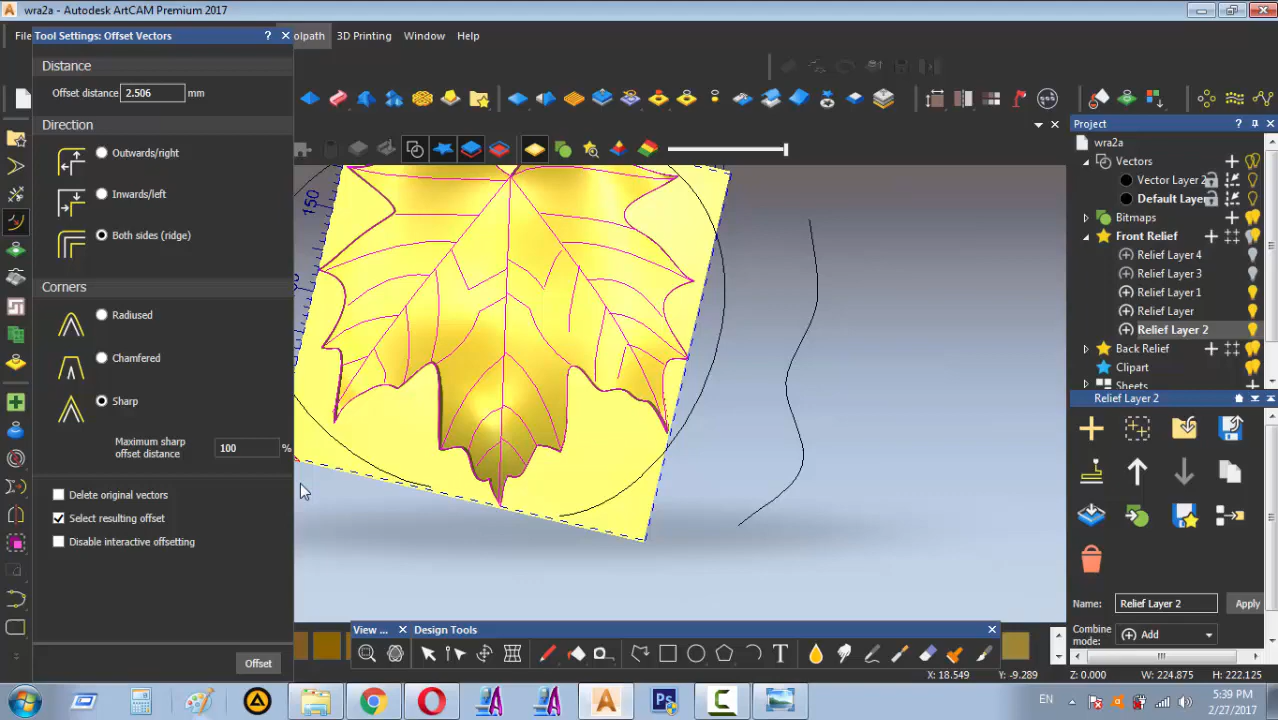 wra2a - Autodesk ArtCAM Premium 2017
File
olpath
3D Printing
Window
Help
Tool Settings: Offset Vectors
?
Distance
Offset distance
2.506
mm
Direction
Outwards/right
Inwards/left
Both sides (ridge)
Corners
Radiused
Chamfered
Sharp
Maximum sharp
offset distance
100
%
Delete original vectors
Select resulting offset
Disable interactive offsetting
Offset
150
Project
?
wra2a
Vectors
Vector Layer 2
Default Laye
Bitmaps
Front Relief
Relief Layer 4
Relief Layer 3
Relief Layer 1
Relief Layer
Relief Layer 2
Back Relief
Clipart
Sheets
Relief Layer 2
Name:
Relief Layer 2
Apply
Combine
mode:
Add
View ...
Design Tools
X: 18.549
Y: -9.289
Z: 0.000
W: 224.875
H: 222.125
EN
5:39 PM
2/27/2017